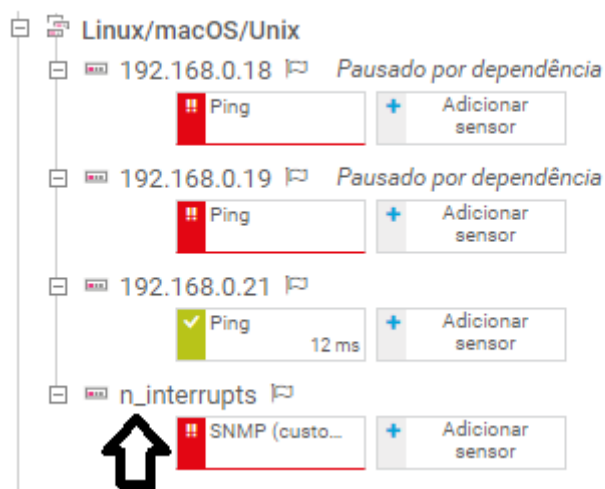 Linux/macOS/Unix
192.168.0.18 Pausado por dependência
Ping
Adicionar
sensor
192.168.0.19 Pausado por dependência
Ping
Adicionar
sensor
192.168.0.21
Ping
12 ms
Adicionar
sensor
n_interrupts
SNMP (custo...
Adicionar
sensor